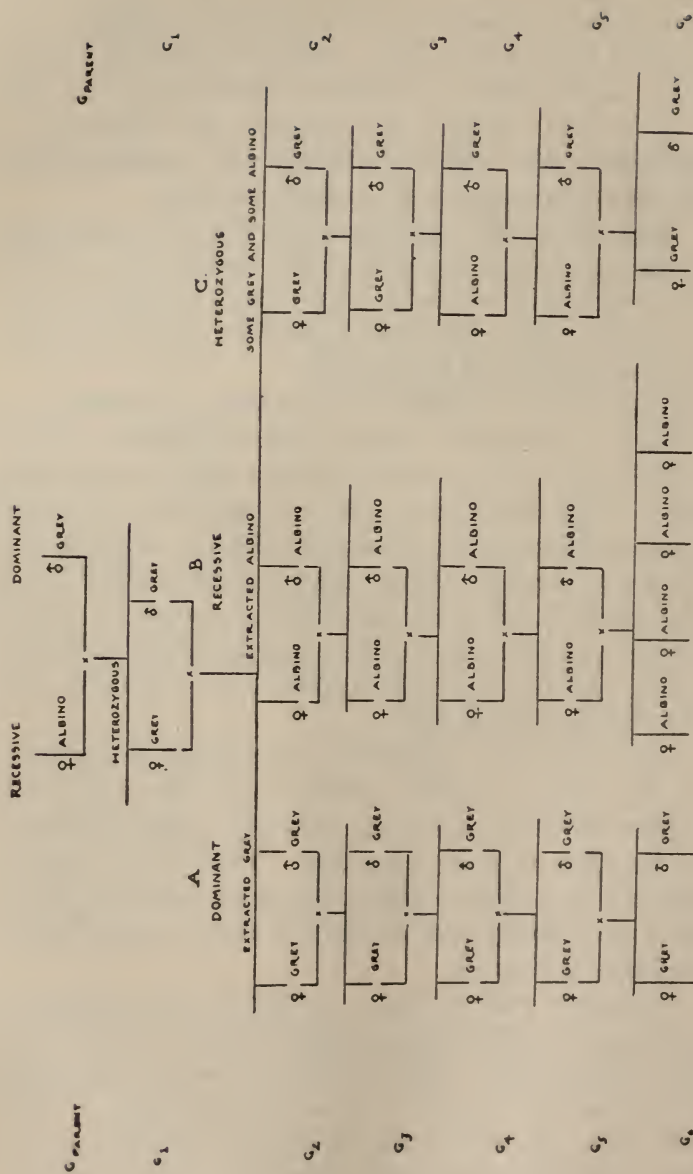 RECESSIVE DOMINANT
G PARENT ♀ ALBINO ♂ GREY G PARENT
×
HETEROZYGOUS
G1 ♀ GREY ♂ GREY G1
×
A B C.
DOMINANT RECESSIVE HETEROZYGOUS
EXTRACTED GREY EXTRACTED ALBINO SOME GREY AND SOME ALBINO
G2 ♀ GREY ♂ GREY ♀ ALBINO ♂ ALBINO ♀ GREY ♂ GREY G2
× × ×
G3 ♀ GREY ♂ GREY ♀ ALBINO ♂ ALBINO ♀ GREY ♂ GREY G3
× × ×
G4 ♀ GREY ♂ GREY ♀ ALBINO ♂ ALBINO ♀ ALBINO ♂ GREY G4
× × ×
G5 ♀ GREY ♂ GREY ♀ ALBINO ♂ ALBINO ♀ ALBINO ♂ GREY G5
× × ×
G6 ♀ GREY ♂ GREY ♀ ALBINO ♀ ALBINO ♀ ALBINO ♀ ALBINO ♀ GREY ♂ GREY G6